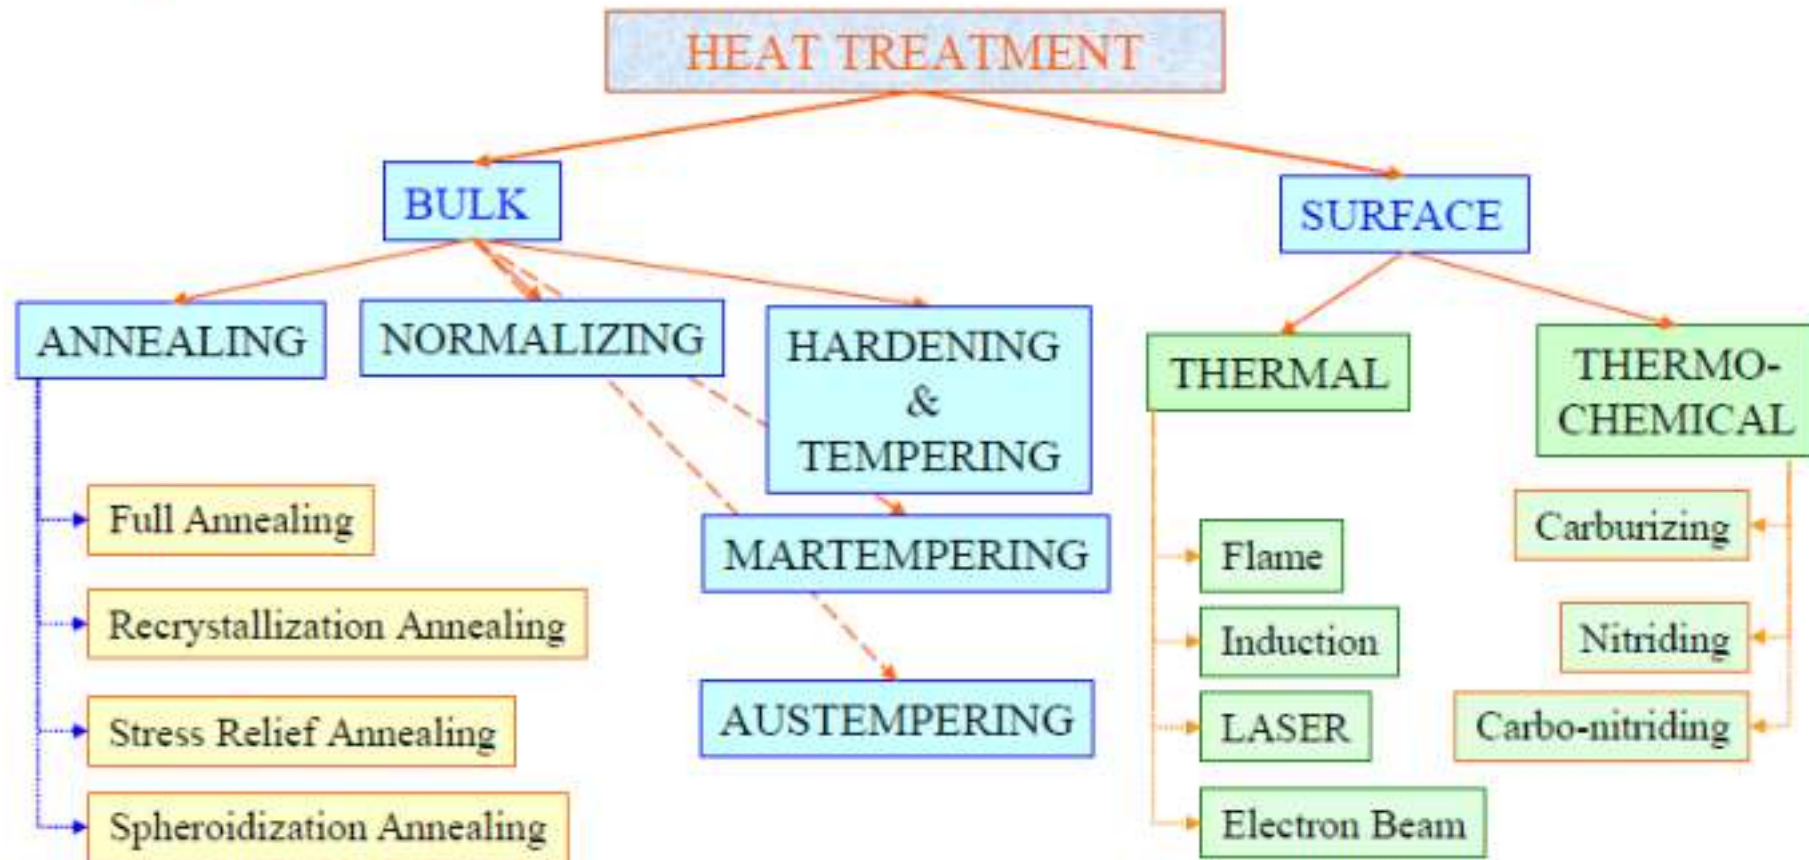 HEAT TREATMENT
BULK
SURFACE
ANNEALING
NORMALIZING
HARDENING
&
TEMPERING
THERMAL
THERMO-
CHEMICAL
Full Annealing
Recrystallization Annealing
Stress Relief Annealing
Spheroidization Annealing
MARTEMPERING
AUSTEMPERING
Flame
Induction
LASER
Electron Beam
Carburizing
Nitriding
Carbo-nitriding